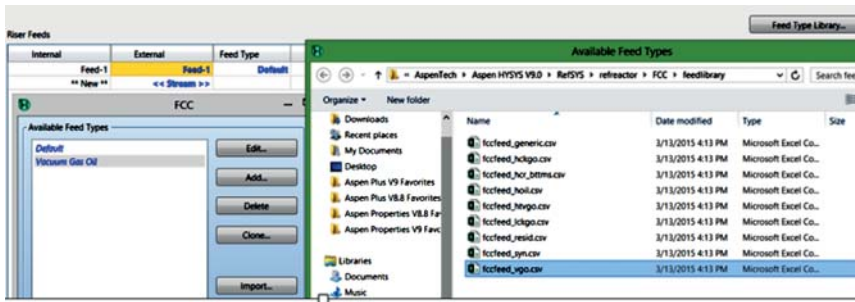 Feed Type Library...
Riser Feeds
Internal External Feed Type
Feed-1 Feed-1 Default
** New ** << Stream >>
FCC
Available Feed Types
Default
Vacuum Gas Oil
Edit...
Add...
Delete
Clone...
Import...
Available Feed Types
« AspenTech › Aspen HYSYS V9.0 › RefSYS › refreactor › FCC › feedlibrary
Search fee
Organize New folder
Downloads
Recent places
My Documents
Desktop
Aspen Plus V9 Favorites
Aspen Plus V8.8 Favorites
Aspen Properties V8.8 Fa
Aspen Properties V9 Favc
Libraries
Documents
Music
Name Date modified Type Size
fccfeed_generic.csv 3/13/2015 4:13 PM Microsoft Excel Co...
fccfeed_hckgo.csv 3/13/2015 4:13 PM Microsoft Excel Co...
fccfeed_hcr_bttms.csv 3/13/2015 4:13 PM Microsoft Excel Co...
fccfeed_hoil.csv 3/13/2015 4:13 PM Microsoft Excel Co...
fccfeed_htvgo.csv 3/13/2015 4:13 PM Microsoft Excel Co...
fccfeed_lckgo.csv 3/13/2015 4:13 PM Microsoft Excel Co...
fccfeed_resid.csv 3/13/2015 4:13 PM Microsoft Excel Co...
fccfeed_syn.csv 3/13/2015 4:13 PM Microsoft Excel Co...
fccfeed_vgo.csv 3/13/2015 4:13 PM Microsoft Excel Co...